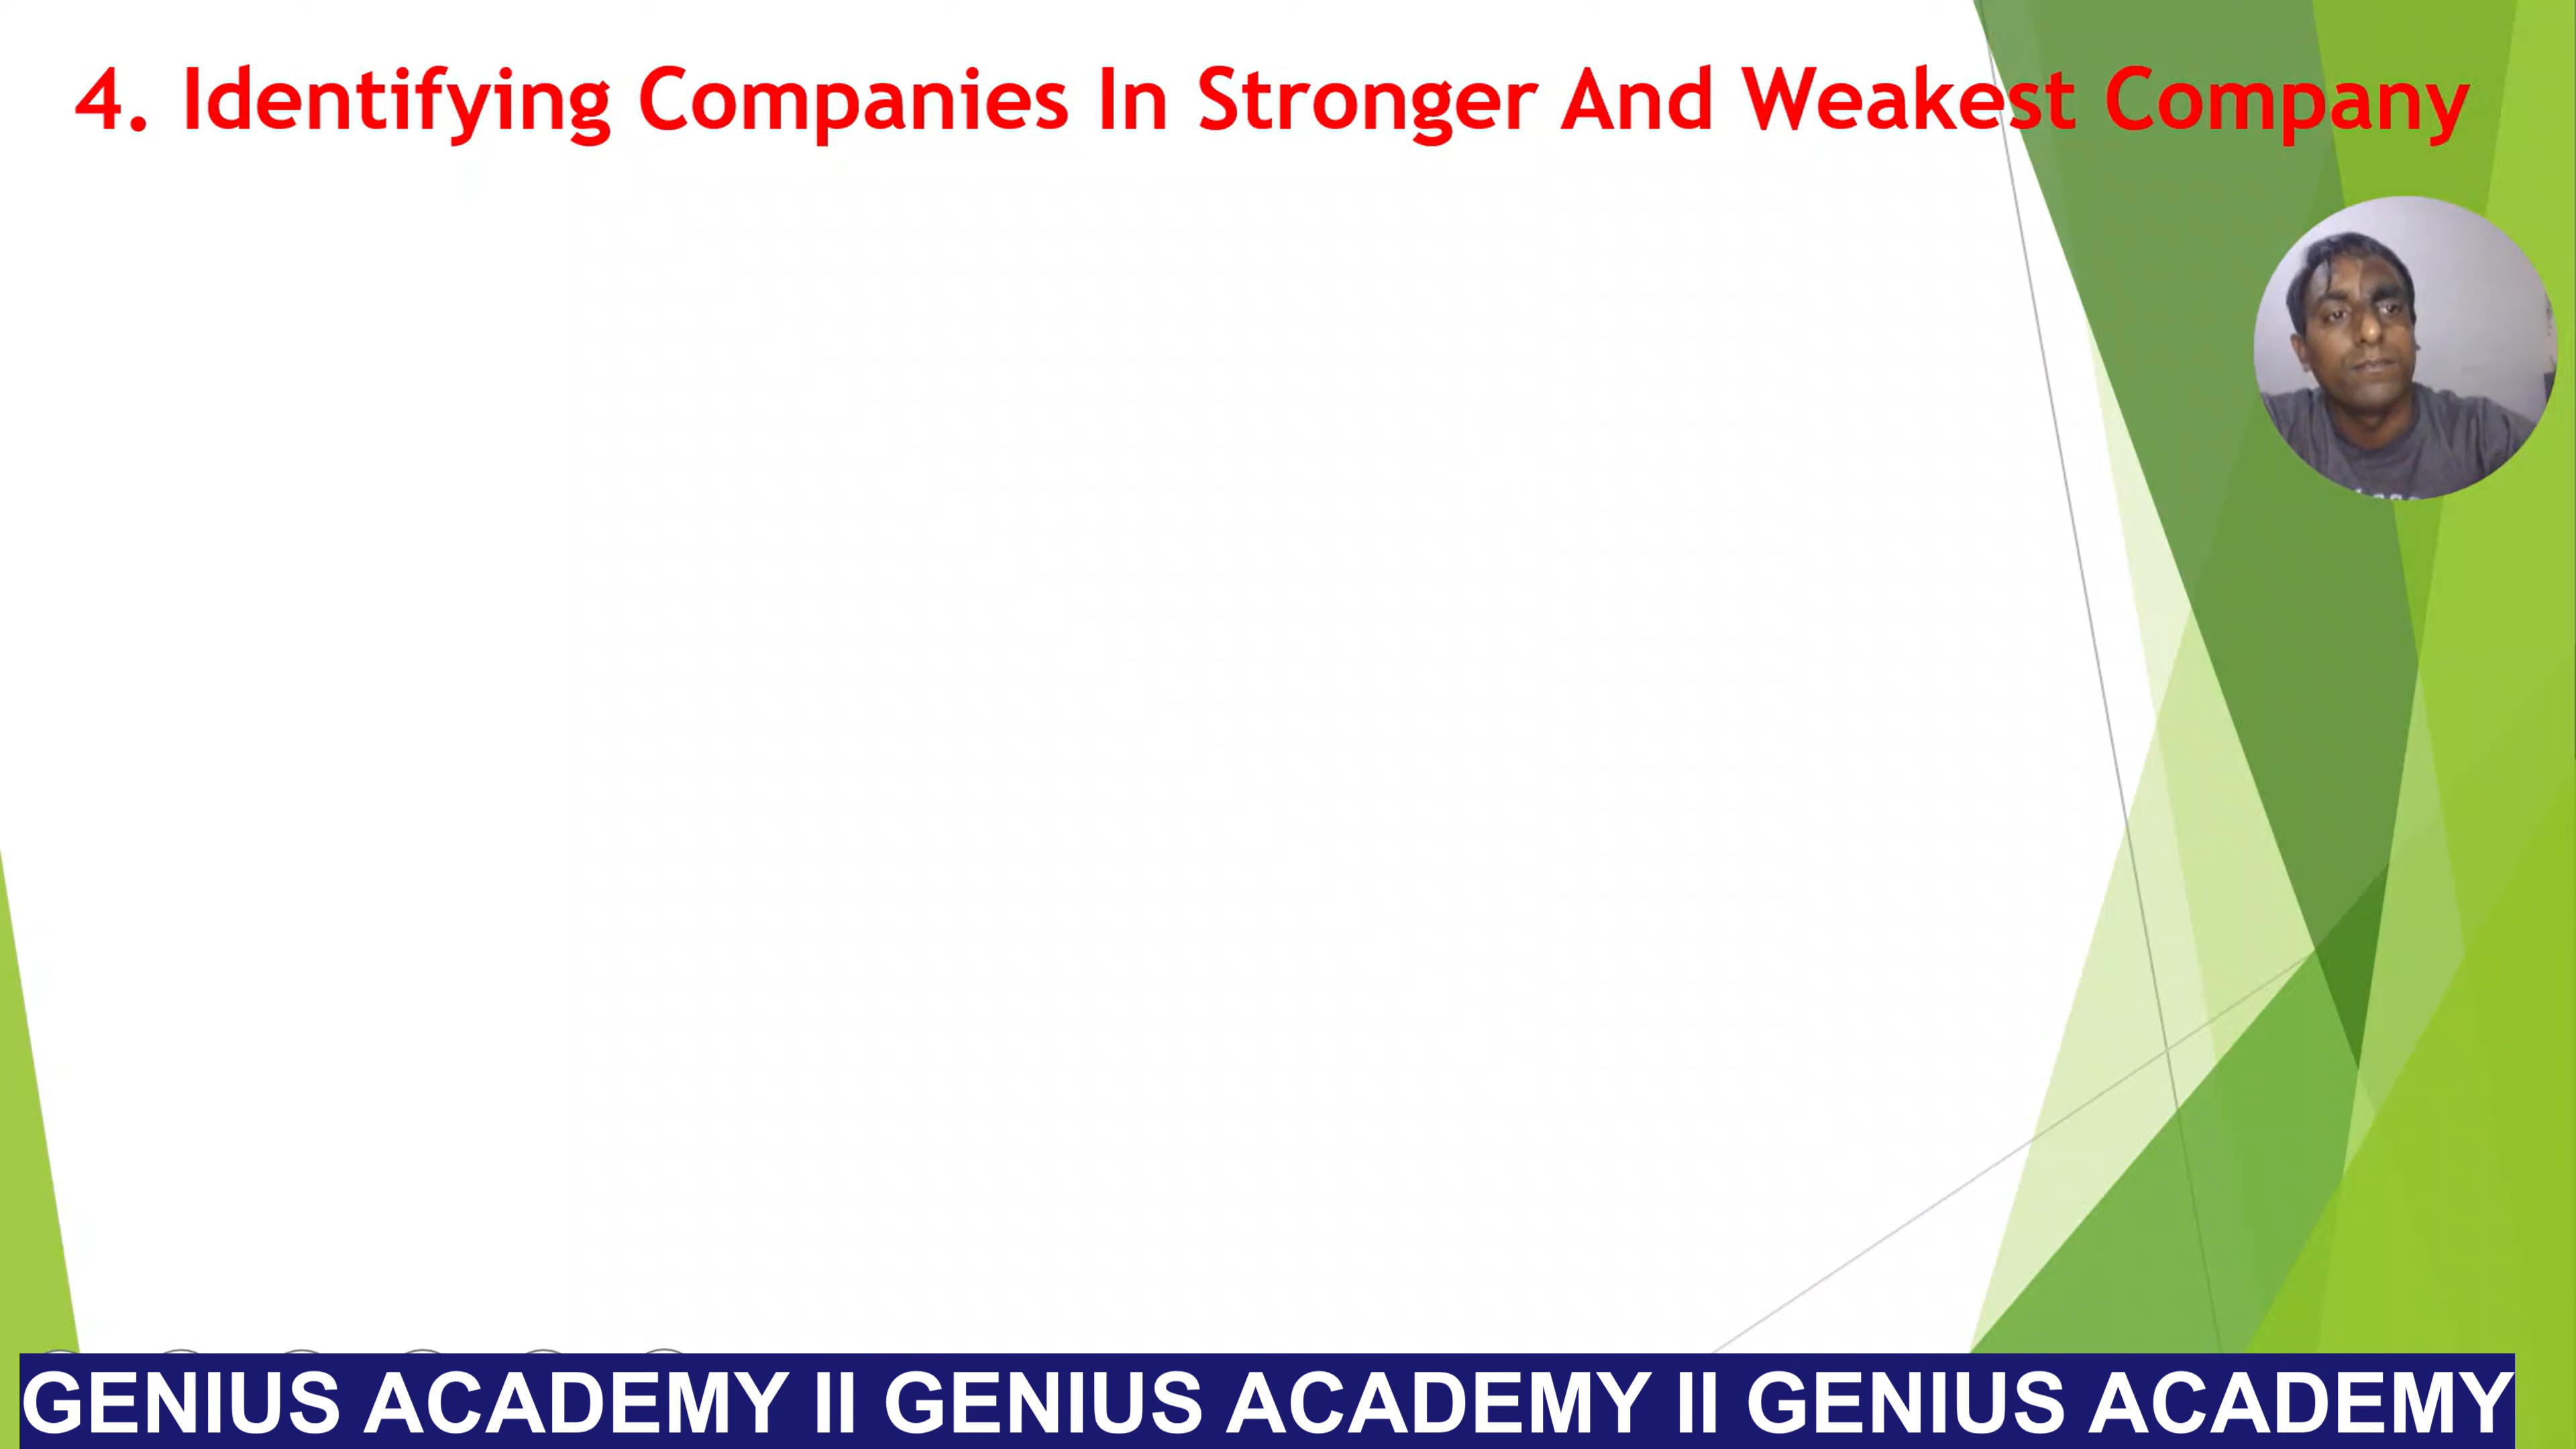 4. Identifying Companies In Stronger And Weakest Company
GENIUS ACADEMY II GENIUS ACADEMY II GENIUS ACADEMY